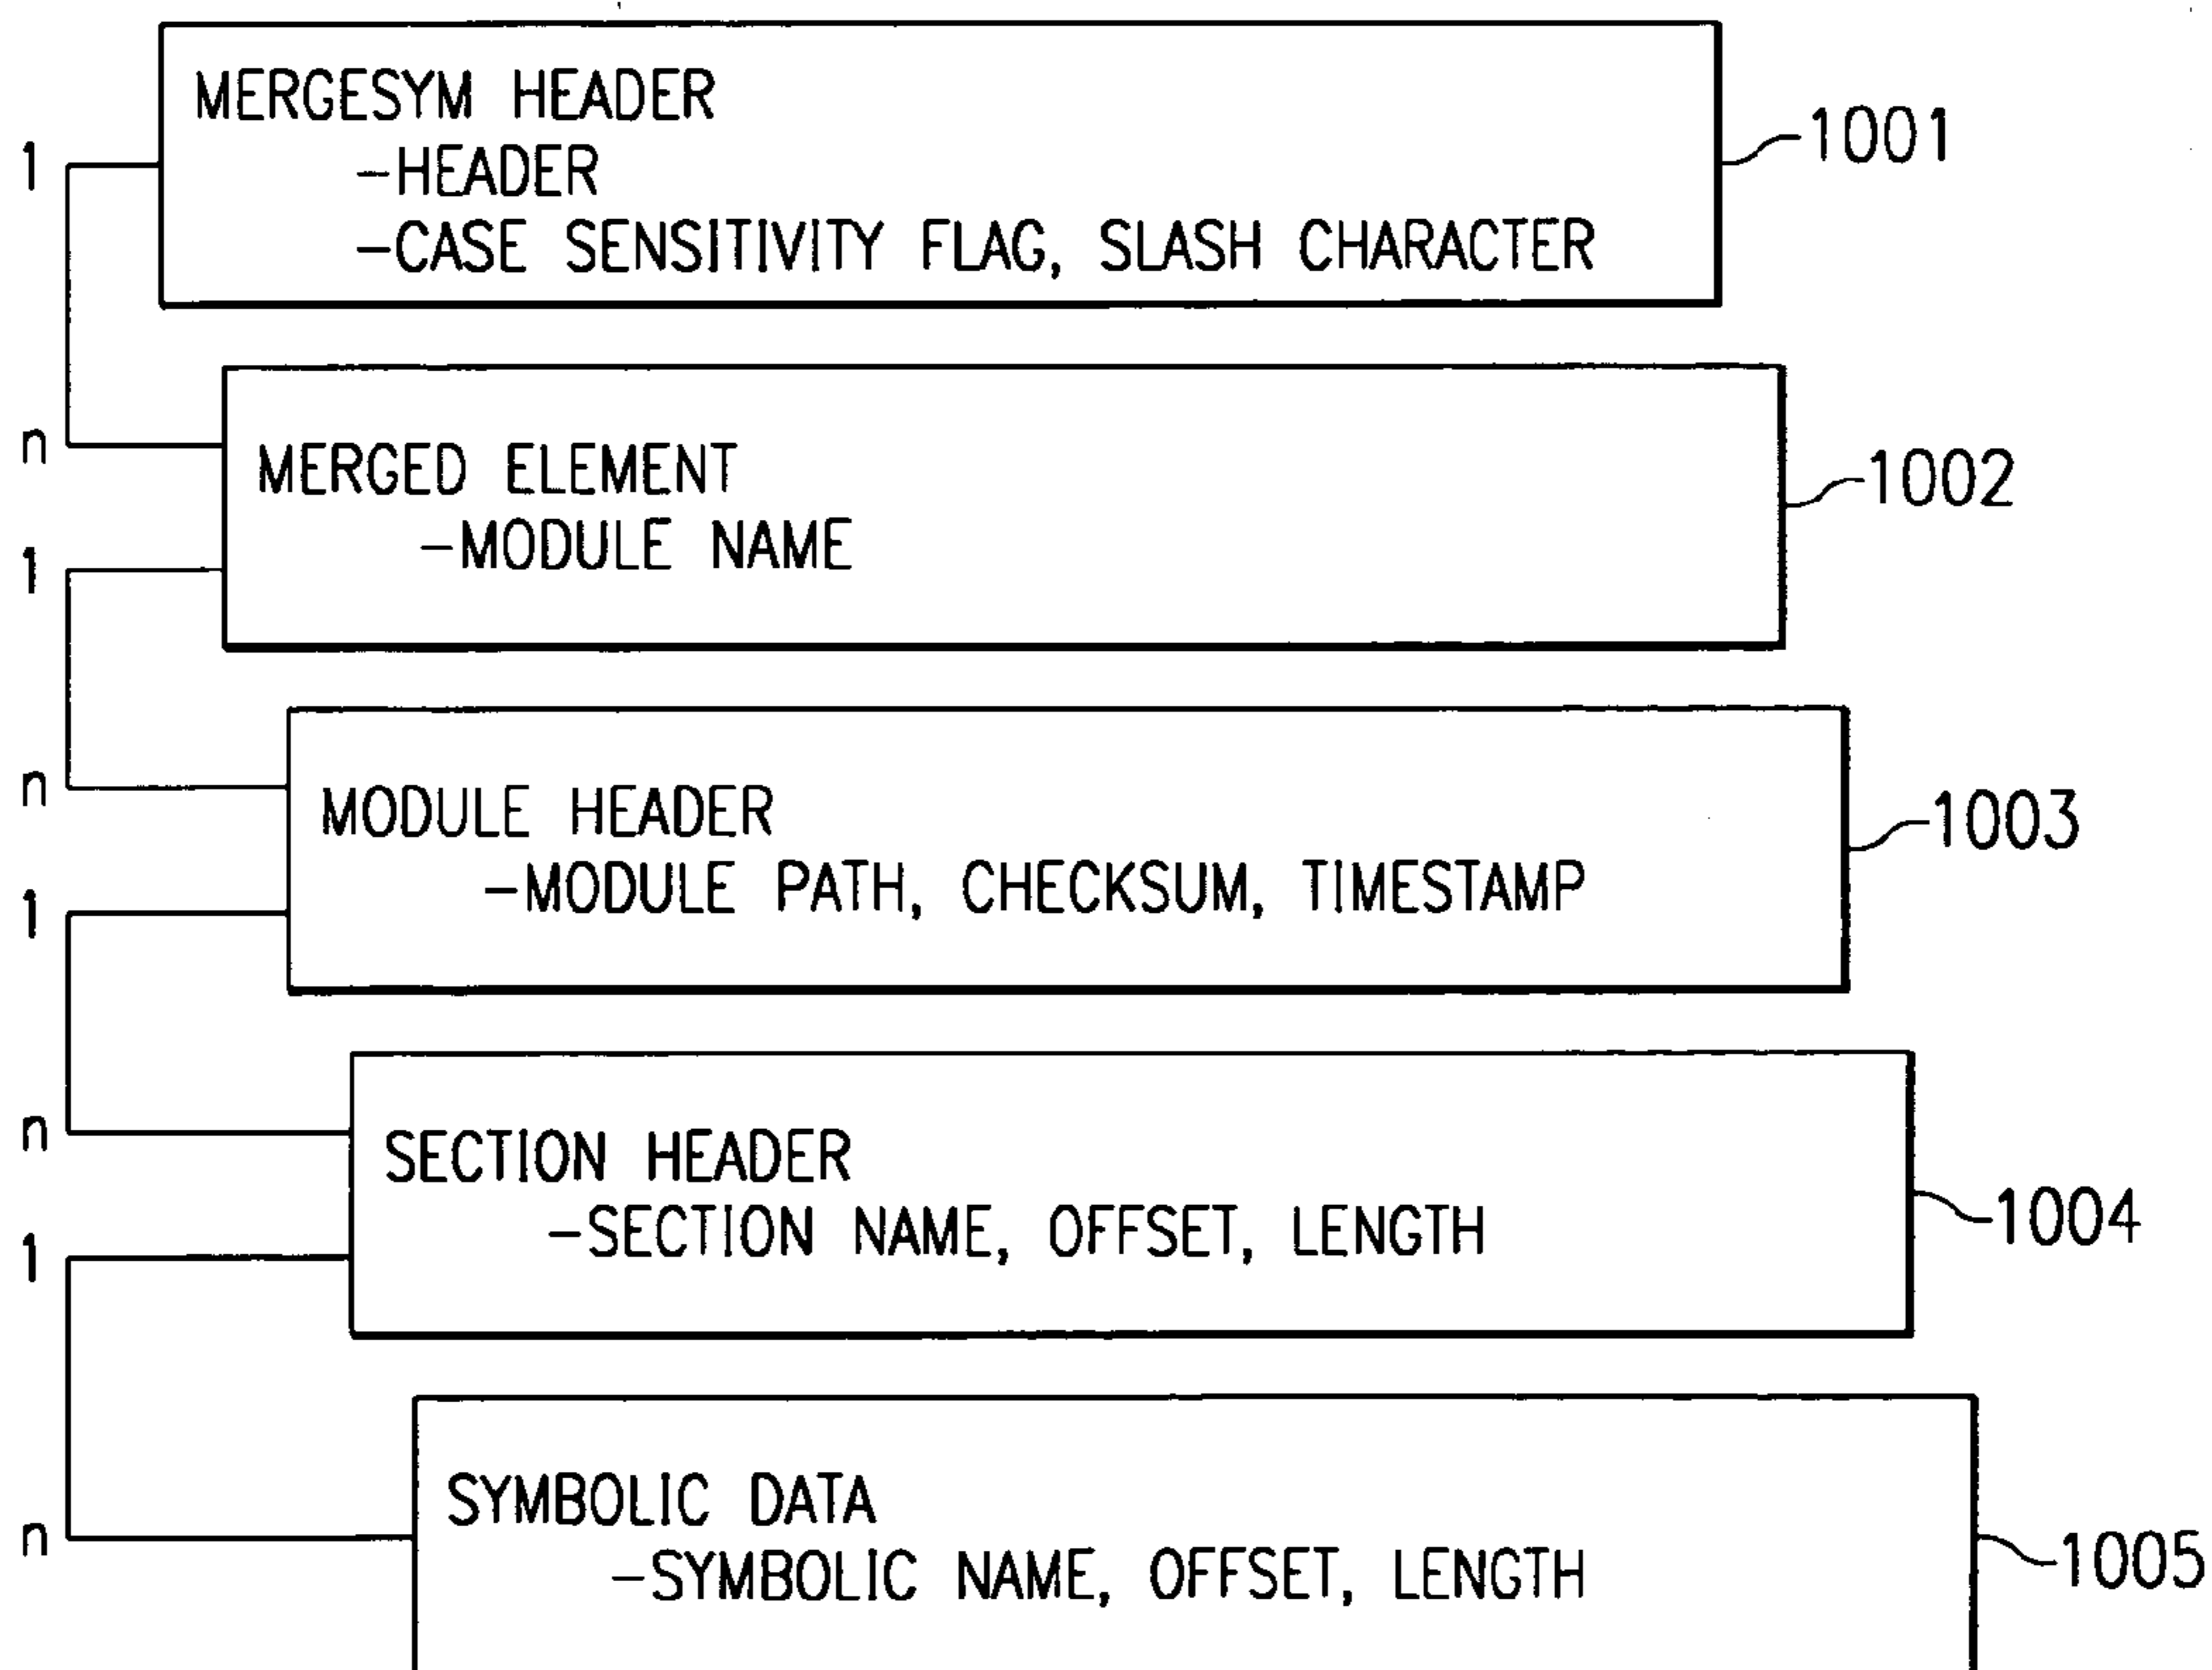 MERGESYM HEADER
-HEADER
-CASE SENSITIVITY FLAG, SLASH CHARACTER
1001
1
n
MERGED ELEMENT
-MODULE NAME
1002
1
n
MODULE HEADER
-MODULE PATH, CHECKSUM, TIMESTAMP
1003
1
n
SECTION HEADER
-SECTION NAME, OFFSET, LENGTH
1004
1
n
SYMBOLIC DATA
-SYMBOLIC NAME, OFFSET, LENGTH
1005